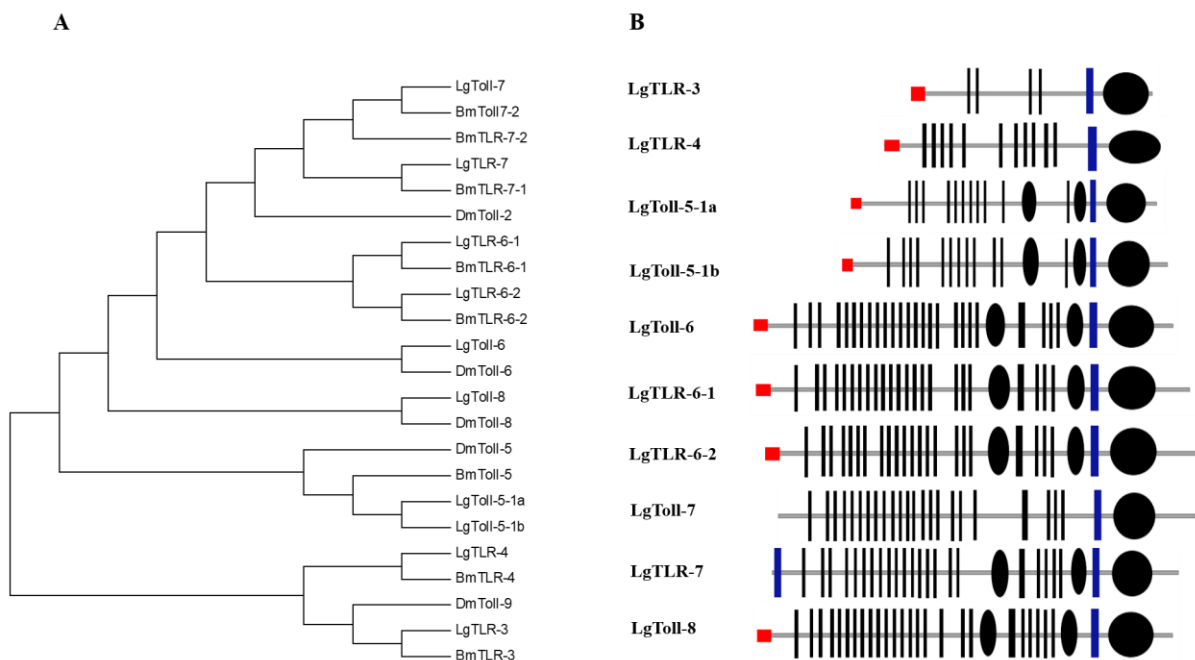 A
LgToll-7
BmToll7-2
BmTLR-7-2
LgTLR-7
BmTLR-7-1
DmToll-2
LgTLR-6-1
BmTLR-6-1
LgTLR-6-2
BmTLR-6-2
LgToll-6
DmToll-6
LgToll-8
DmToll-8
DmToll-5
BmToll-5
LgToll-5-1a
LgToll-5-1b
LgTLR-4
BmTLR-4
DmToll-9
LgTLR-3
BmTLR-3
B
LgTLR-3
LgTLR-4
LgToll-5-1a
LgToll-5-1b
LgToll-6
LgTLR-6-1
LgTLR-6-2
LgToll-7
LgTLR-7
LgToll-8